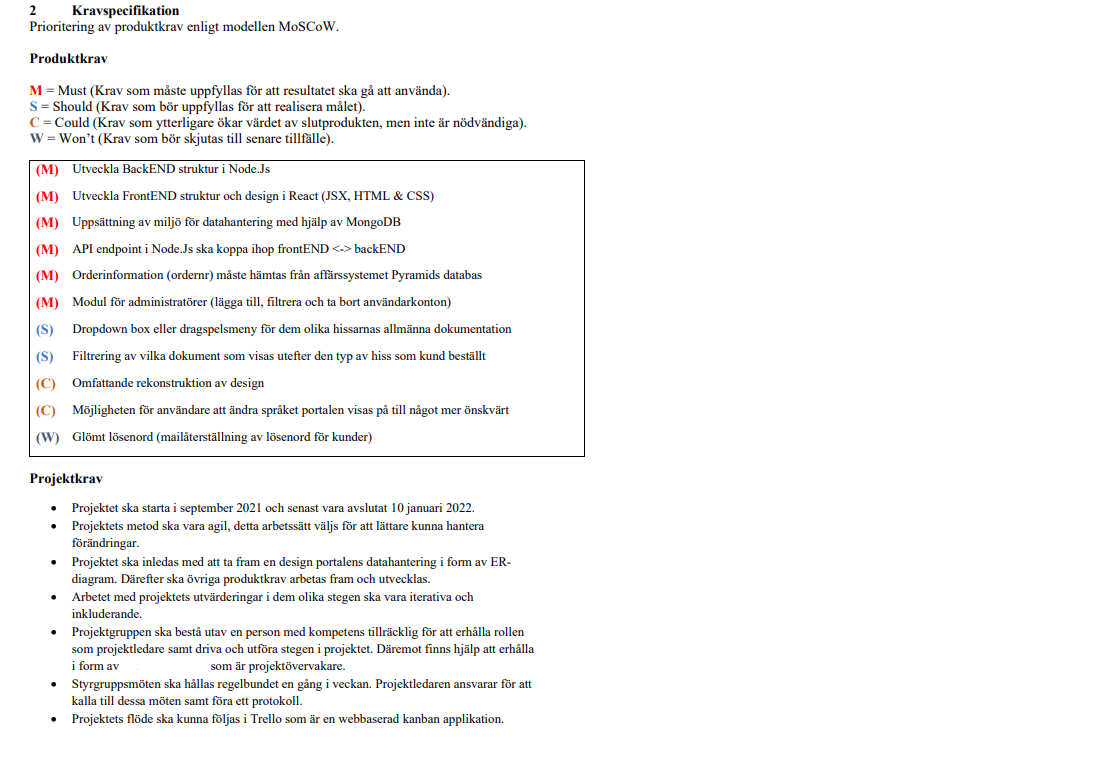 2 Kravspecifikation
Prioritering av produktkrav enligt modellen MoSCoW.
Produktkrav
M = Must (Krav som måste uppfyllas för att resultatet ska gå att använda).
S = Should (Krav som bör uppfyllas för att realisera målet).
C = Could (Krav som ytterligare ökar värdet av slutprodukten, men inte är nödvändiga).
W = Won’t (Krav som bör skjutas till senare tillfälle).
(M) Utveckla BackEND struktur i Node.Js
(M) Utveckla FrontEND struktur och design i React (JSX, HTML & CSS)
(M) Uppsättning av miljö för datahantering med hjälp av MongoDB
(M) API endpoint i Node.Js ska koppa ihop frontEND <-> backEND
(M) Orderinformation (ordernr) måste hämtas från affärssystemet Pyramids databas
(M) Modul för administratörer (lägga till, filtrera och ta bort användarkonton)
(S) Dropdown box eller dragspelsmeny för dem olika hissarnas allmänna dokumentation
(S) Filtrering av vilka dokument som visas utefter den typ av hiss som kund beställt
(C) Omfattande rekonstruktion av design
(C) Möjligheten för användare att ändra språket portalen visas på till något mer önskvärt
(W) Glömt lösenord (mailåterställning av lösenord för kunder)
Projektkrav
• Projektet ska starta i september 2021 och senast vara avslutat 10 januari 2022.
• Projektets metod ska vara agil, detta arbetssätt väljs för att lättare kunna hantera
förändringar.
• Projektet ska inledas med att ta fram en design portalens datahantering i form av ER-
diagram. Därefter ska övriga produktkrav arbetas fram och utvecklas.
• Arbetet med projektets utvärderingar i dem olika stegen ska vara iterativa och
inkluderande.
• Projektgruppen ska bestå utav en person med kompetens tillräcklig för att erhålla rollen
som projektledare samt driva och utföra stegen i projektet. Däremot finns hjälp att erhålla
i form av som är projektövervakare.
• Styrgruppsmöten ska hållas regelbundet en gång i veckan. Projektledaren ansvarar för att
kalla till dessa möten samt föra ett protokoll.
• Projektets flöde ska kunna följas i Trello som är en webbaserad kanban applikation.